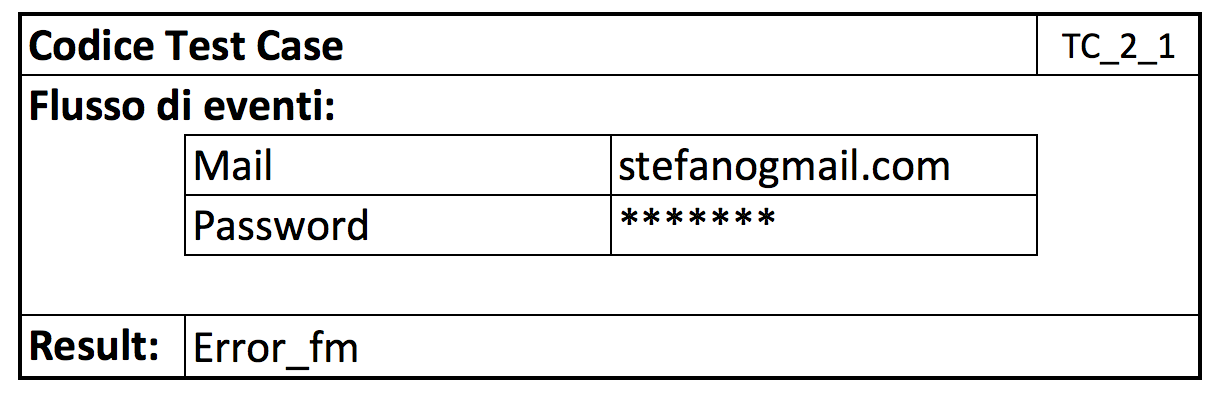 Codice Test Case TC_2_1
Flusso di eventi:
Mail stefanogmail.com
Password *******
Result: Error_fm